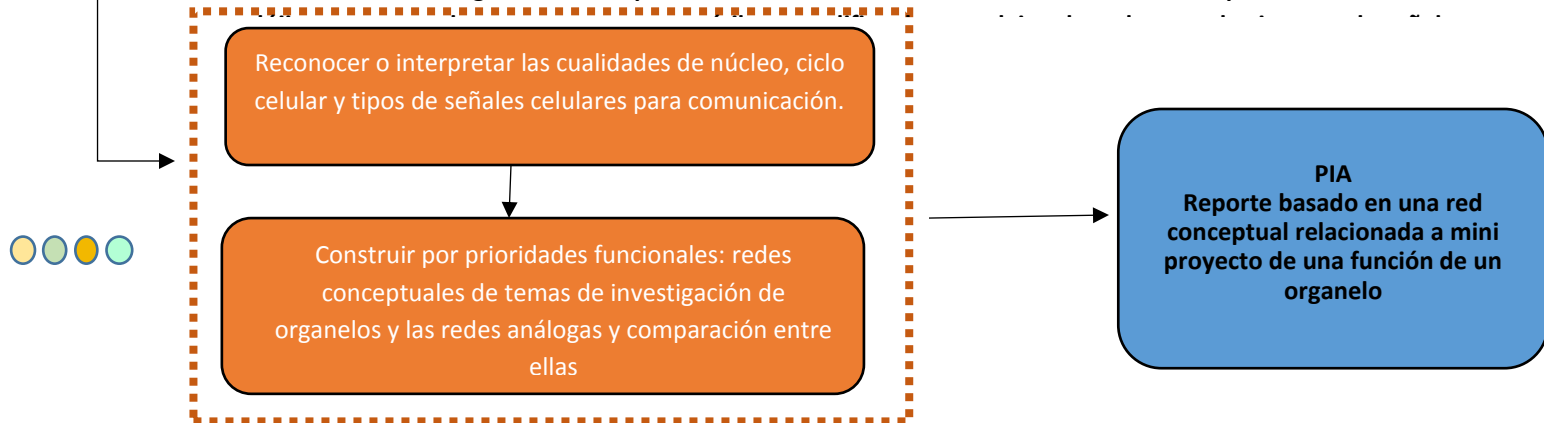 Reconocer o interpretar las cualidades de núcleo, ciclo
celular y tipos de señales celulares para comunicación.
Construir por prioridades funcionales: redes
conceptuales de temas de investigación de
organelos y las redes análogas y comparación entre
ellas
PIA
Reporte basado en una red
conceptual relacionada a mini
proyecto de una función de un
organelo